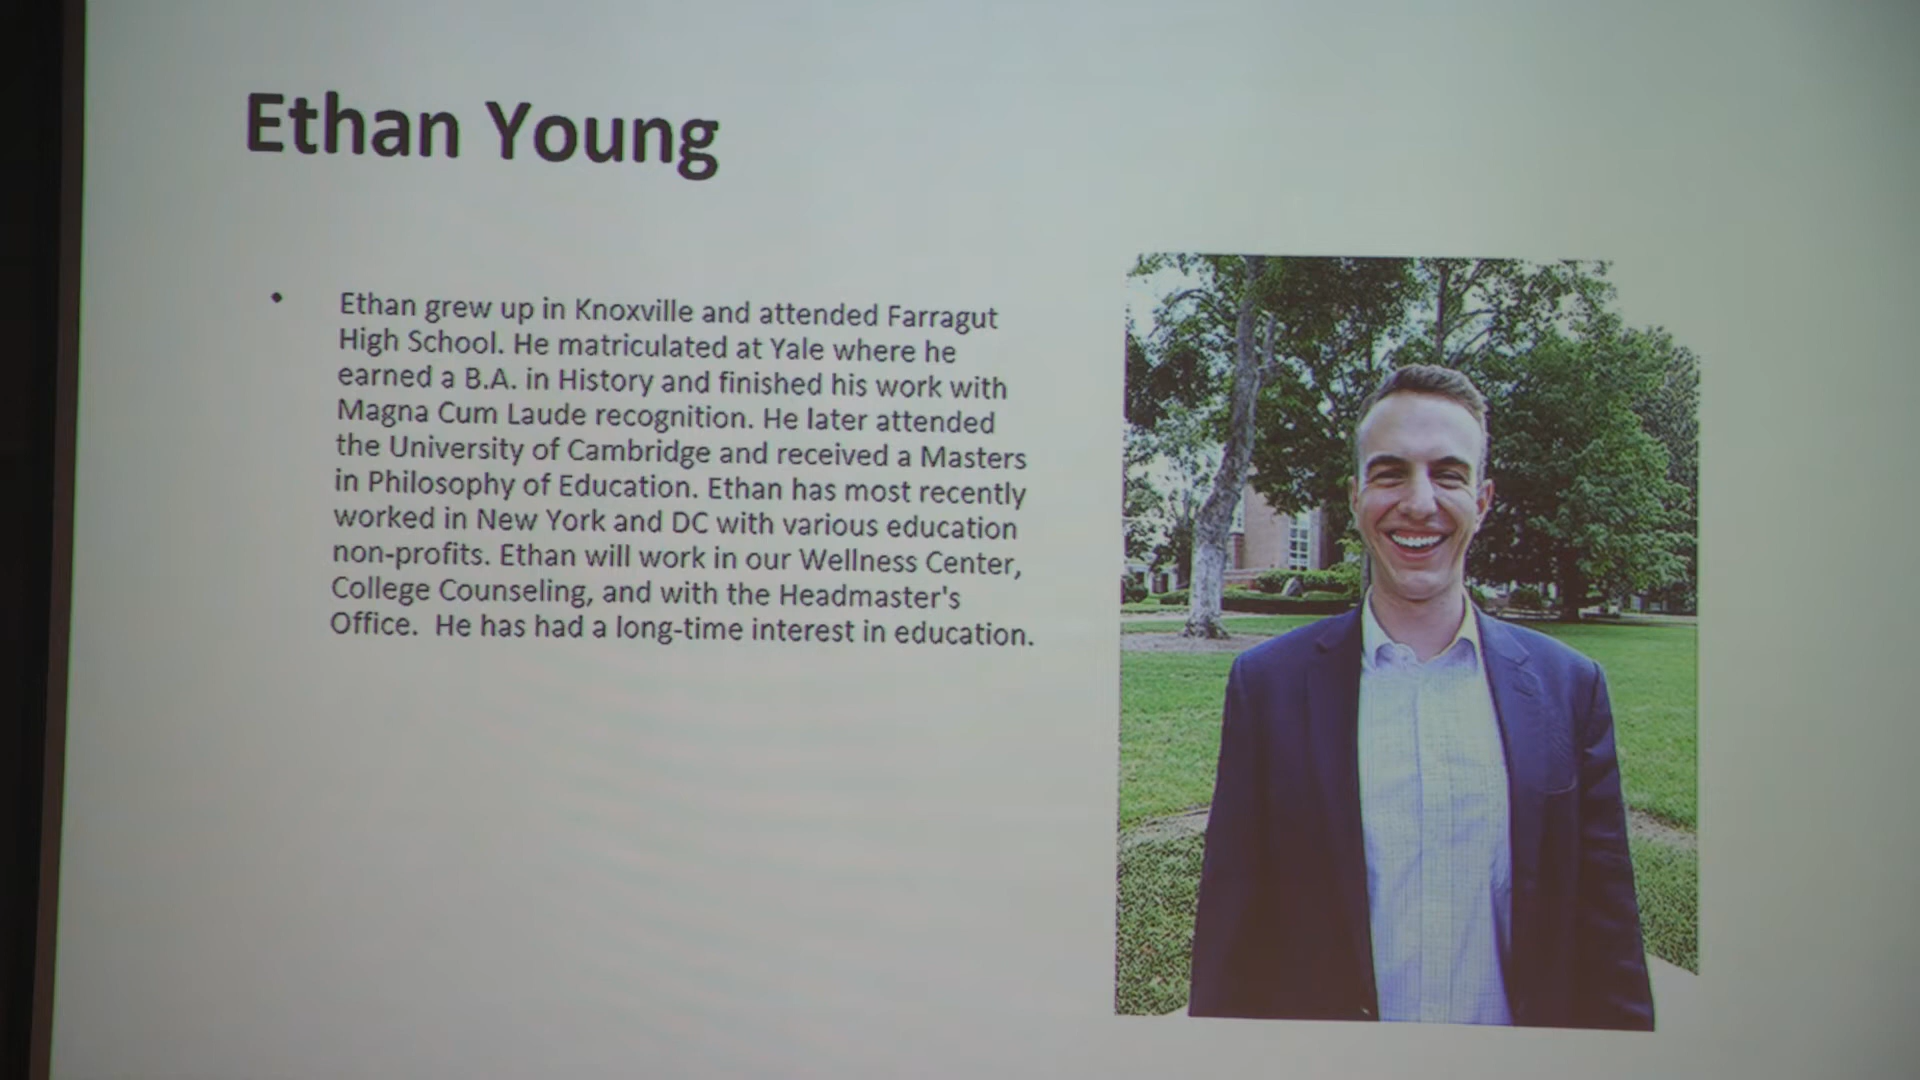 Ethan Young
• Ethan grew up in Knoxville and attended Farragut
High School. He matriculated at Yale where he
earned a B.A. in History and finished his work with
Magna Cum Laude recognition. He later attended
the University of Cambridge and received a Masters
in Philosophy of Education. Ethan has most recently
worked in New York and DC with various education
non-profits. Ethan will work in our Wellness Center,
College Counseling, and with the Headmaster's
Office.  He has had a long-time interest in education.